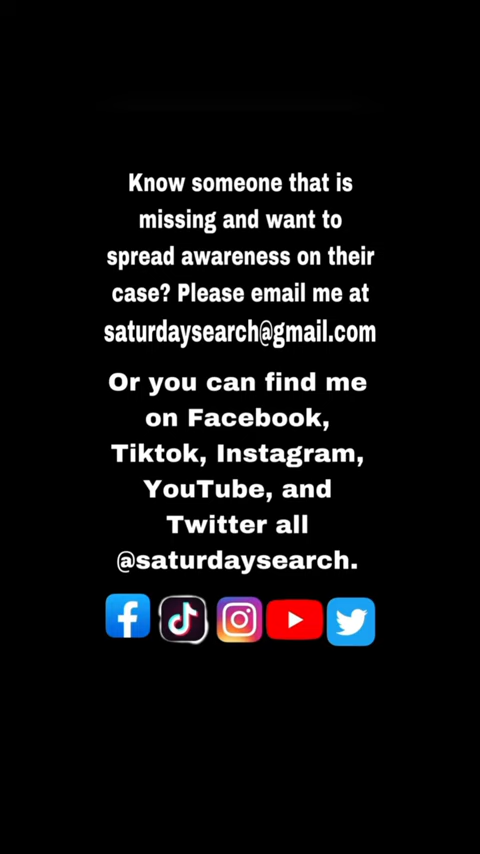 Know someone that is
missing and want to
spread awareness on their
case? Please email me at
saturdaysearch@gmail.com
Or you can find me
on Facebook,
Tiktok, Instagram,
YouTube, and
Twitter all
@saturdaysearch.